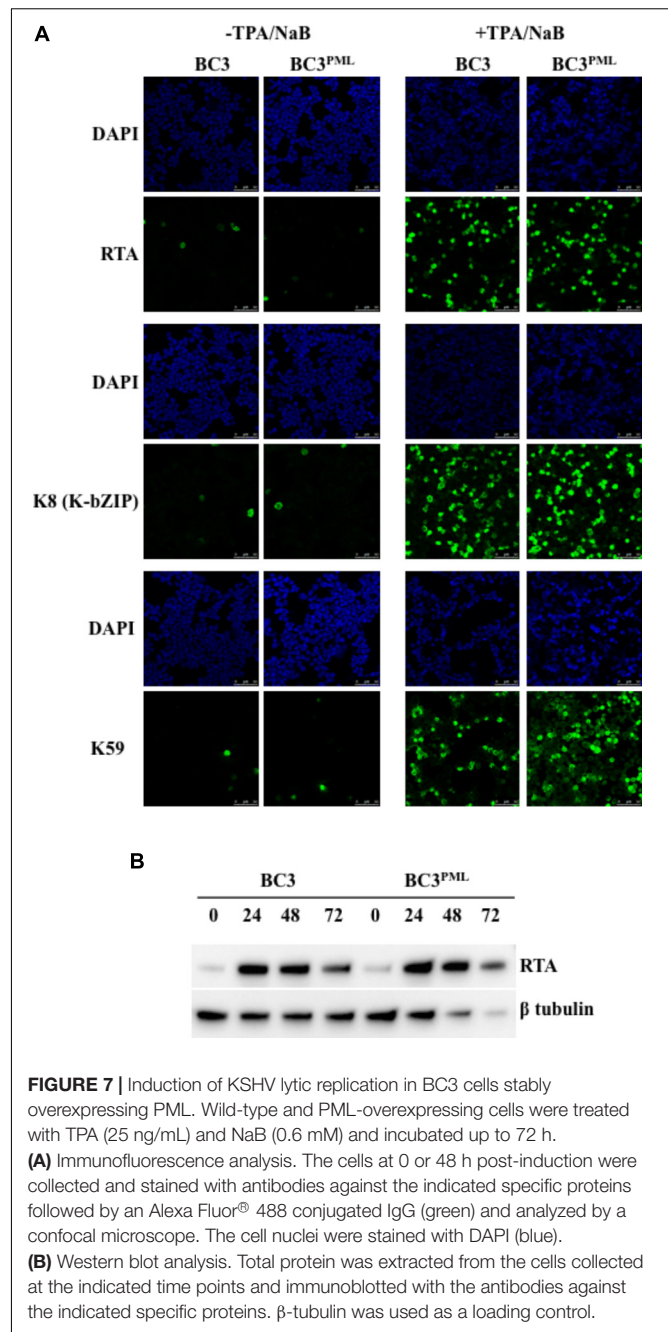 A
-TPA/NaB +TPA/NaB
BC3 BC3PML BC3 BC3PML
DAPI
RTA
DAPI
K8 (K-bZIP)
DAPI
K59
B
BC3 BC3PML
0 24 48 72 0 24 48 72
RTA
β tubulin
FIGURE 7 | Induction of KSHV lytic replication in BC3 cells stably
overexpressing PML. Wild-type and PML-overexpressing cells were treated
with TPA (25 ng/mL) and NaB (0.6 mM) and incubated up to 72 h.
(A) Immunofluorescence analysis. The cells at 0 or 48 h post-induction were
collected and stained with antibodies against the indicated specific proteins
followed by an Alexa Fluor® 488 conjugated IgG (green) and analyzed by a
confocal microscope. The cell nuclei were stained with DAPI (blue).
(B) Western blot analysis. Total protein was extracted from the cells collected
at the indicated time points and immunoblotted with the antibodies against
the indicated specific proteins. β-tubulin was used as a loading control.